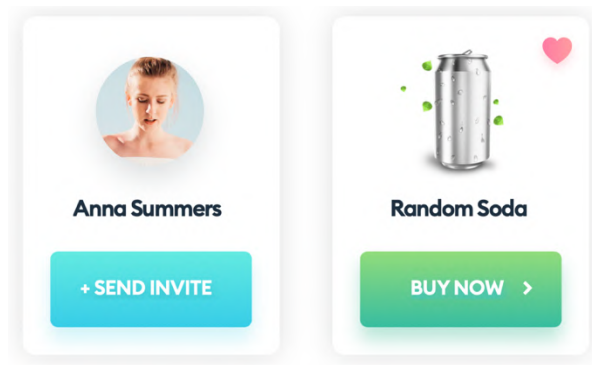 Anna Summers
+ SEND INVITE
Random Soda
BUY NOW